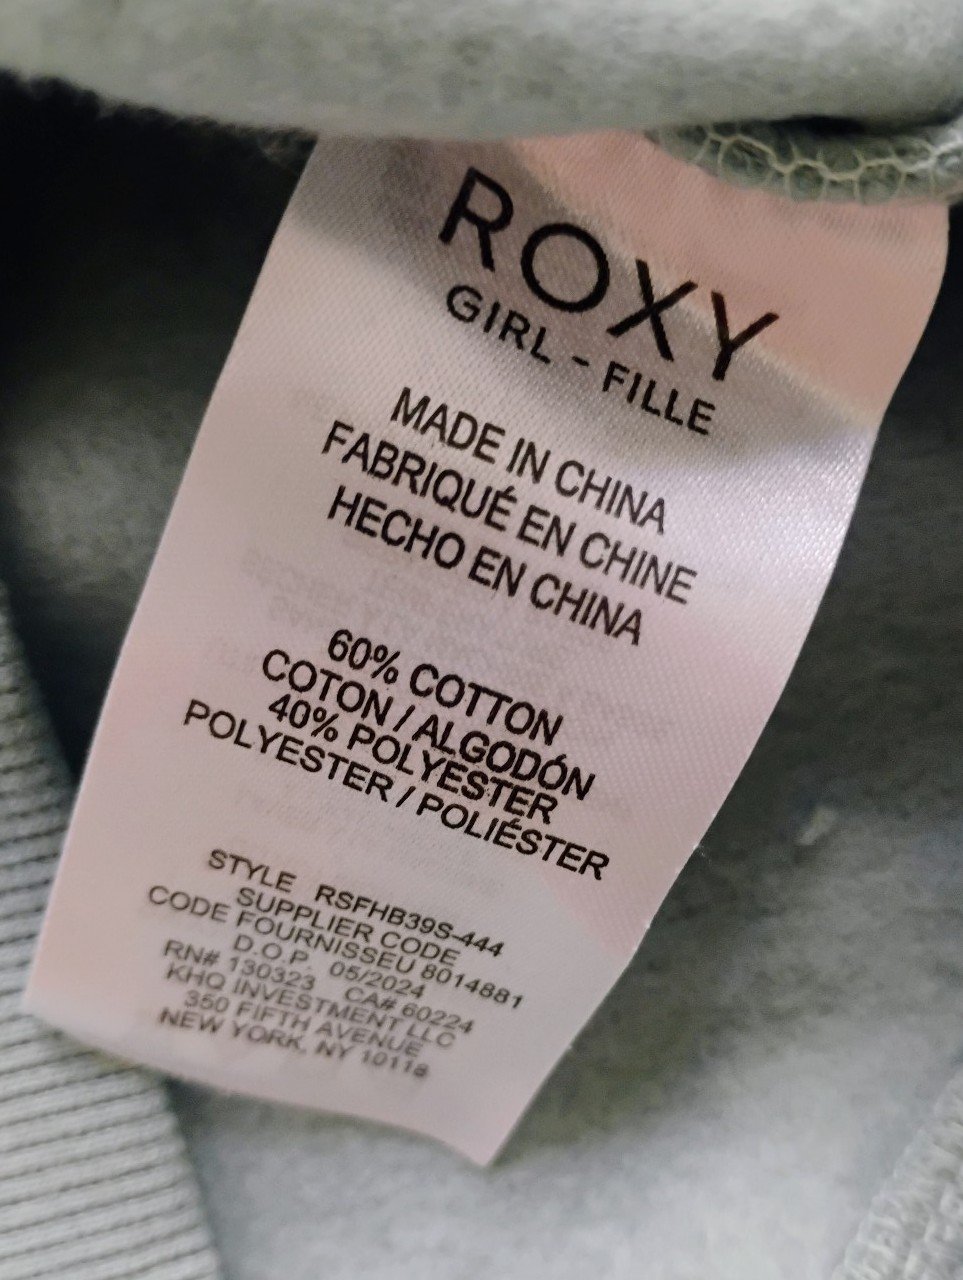 ROXY
GIRL - FILLE
MADE IN CHINA
FABRIQUÉ EN CHINE
HECHO EN CHINA
60% COTTON
COTON / ALGODÓN
40% POLYESTER
POLYESTER / POLIÉSTER
STYLE RSFHB39S-444
SUPPLIER CODE
CODE FOURNISSEU 8014881
D.O.P. 05/2024
RN# 130323 CA# 60224
KHQ INVESTMENT LLC
350 FIFTH AVENUE
NEW YORK, NY 10118